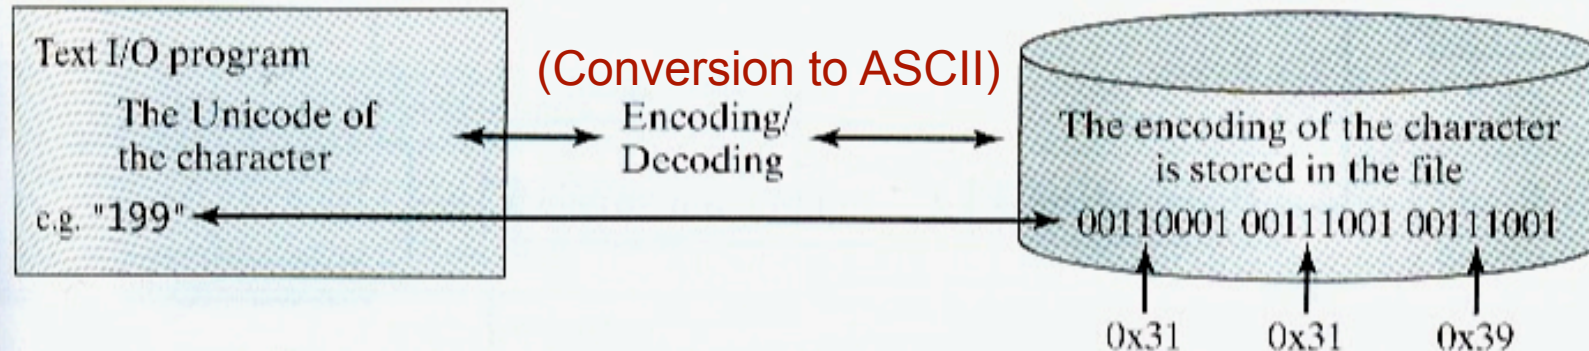 Text I/O program
The Unicode of
the character
e.g. "199"
(Conversion to ASCII)
Encoding/
Decoding
The encoding of the character
is stored in the file
00110001 00111001 00111001
0x31 0x31 0x39